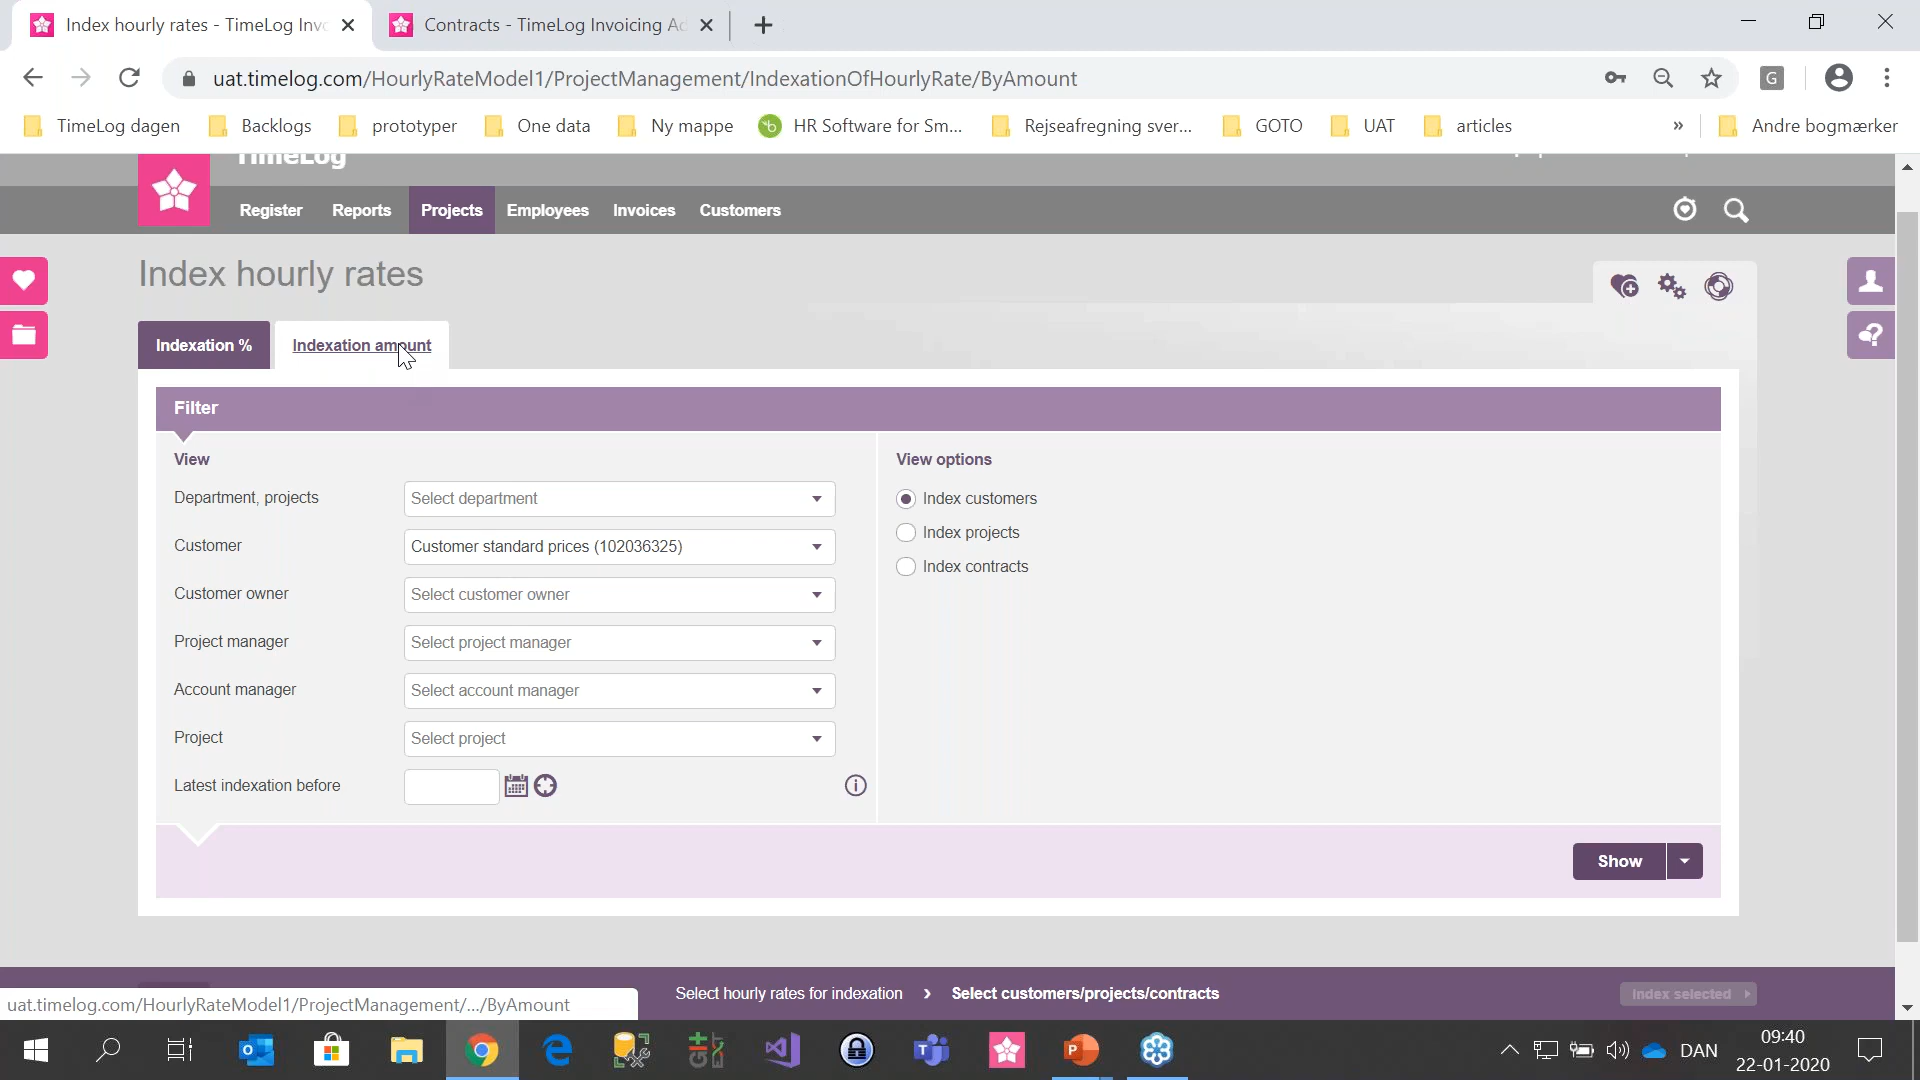 Index hourly rates - TimeLog Invo
Contracts - TimeLog Invoicing Ad
uat.timelog.com/HourlyRateModel1/ProjectManagement/IndexationOfHourlyRate/ByAmount
G
TimeLog dagen
Backlogs
prototyper
One data
Ny mappe
HR Software for Sm...
Rejseafregning sver...
GOTO
UAT
articles
»
Andre bogmærker
TimeLog
Register
Reports
Projects
Employees
Invoices
Customers
Index hourly rates
Indexation %
Indexation amount
Filter
View
View options
Department, projects
Select department
Index customers
Index projects
Customer
Customer standard prices (102036325)
Index contracts
Customer owner
Select customer owner
Project manager
Select project manager
Account manager
Select account manager
Project
Select project
Latest indexation before
Show
Select hourly rates for indexation
Select customers/projects/contracts
Index selected
uat.timelog.com/HourlyRateModel1/ProjectManagement/.../ByAmount
DAN
09:40
22-01-2020